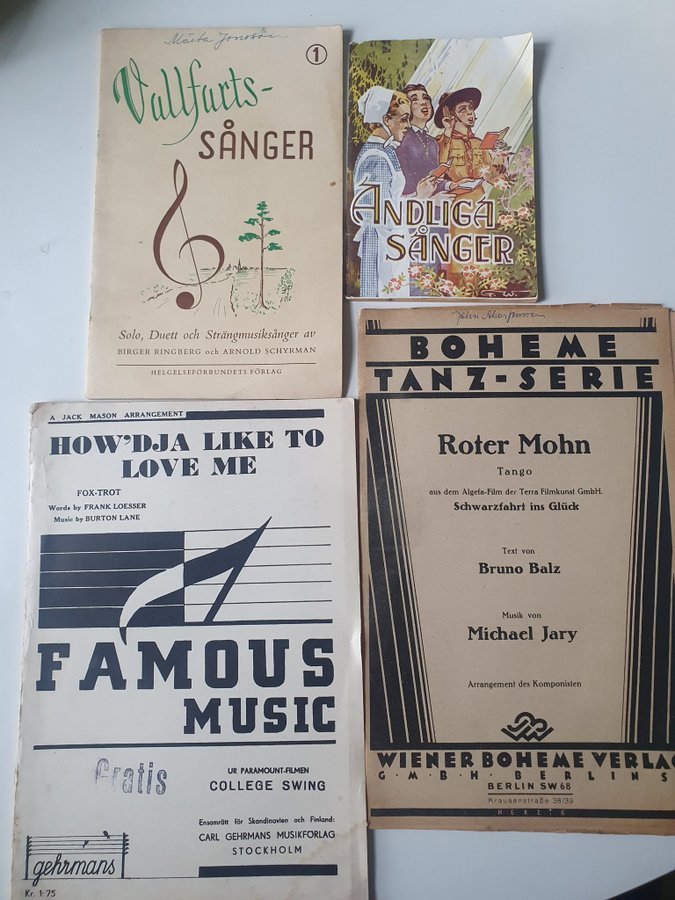 Märta Jonsson
1
Vallfarts-
SÅNGER
Solo, Duett och Strängmusiksånger av
BIRGER RINGBERG och ARNOLD SCHYRMAN
HELGELSEFÖRBUNDETS FÖRLAG
ANDLIGA
SÅNGER
T. W.
A JACK MASON ARRANGEMENT
HOW'DJA LIKE TO
LOVE ME
FOX-TROT
Words by FRANK LOESSER
Music by BURTON LANE
FAMOUS
MUSIC
Gratis
UR PARAMOUNT-FILMEN
COLLEGE SWING
Ensamrätt för Skandinavien och Finland:
CARL GEHRMANS MUSIKFÖRLAG
STOCKHOLM
gehrmans
Kr. 1:75
John
BOHEME
TANZ-SERIE
Roter Mohn
Tango
aus dem Algefa-Film der Terra Filmkunst GmbH.
Schwarzfahrt ins Glück
Text von
Bruno Balz
Musik von
Michael Jary
Arrangement des Komponisten
WIENER BOHEME VERLAG
G·M·B·H· BERLIN S
BERLIN SW 68
Krausenstraße 38/39
HERZIG